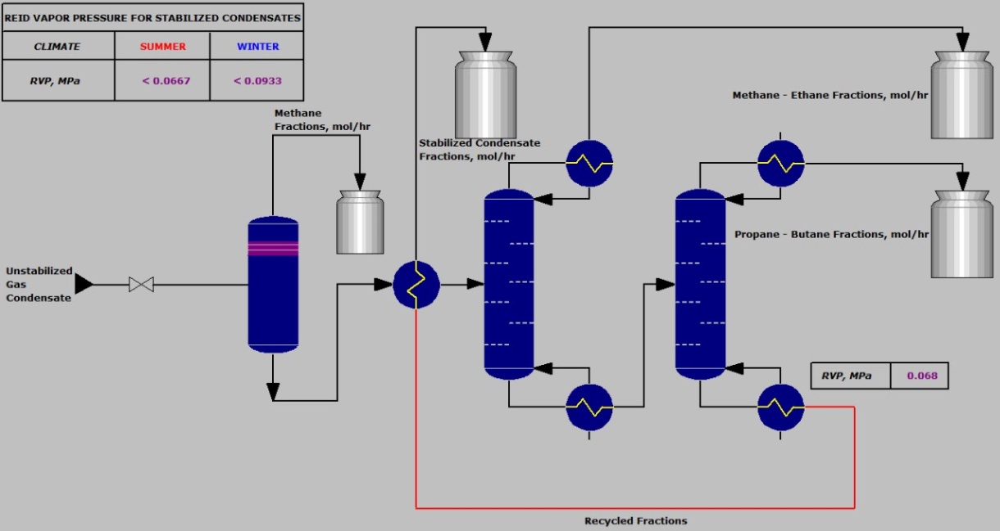 REID VAPOR PRESSURE FOR STABILIZED CONDENSATES
CLIMATE SUMMER WINTER
RVP, MPa < 0.0667 < 0.0933
Methane
Fractions, mol/hr
Stabilized Condensate
Fractions, mol/hr
Methane - Ethane Fractions, mol/hr
Propane - Butane Fractions, mol/hr
Unstabilized
Gas
Condensate
RVP, MPa 0.068
Recycled Fractions